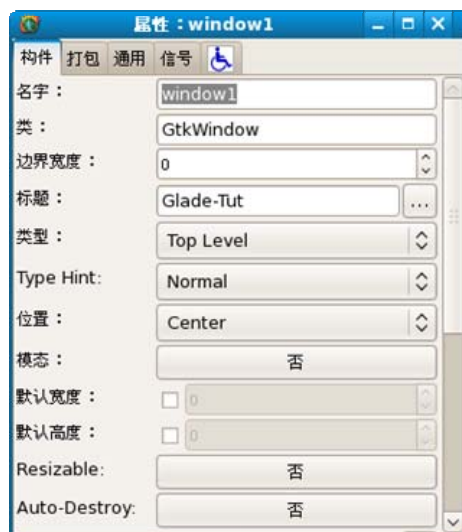 属性：window1
构件 打包 通用 信号
名字： window1
类： GtkWindow
边界宽度： 0
标题： Glade-Tut ...
类型： Top Level
Type Hint: Normal
位置： Center
模态： 否
默认宽度： 0
默认高度： 0
Resizable: 否
Auto-Destroy: 否